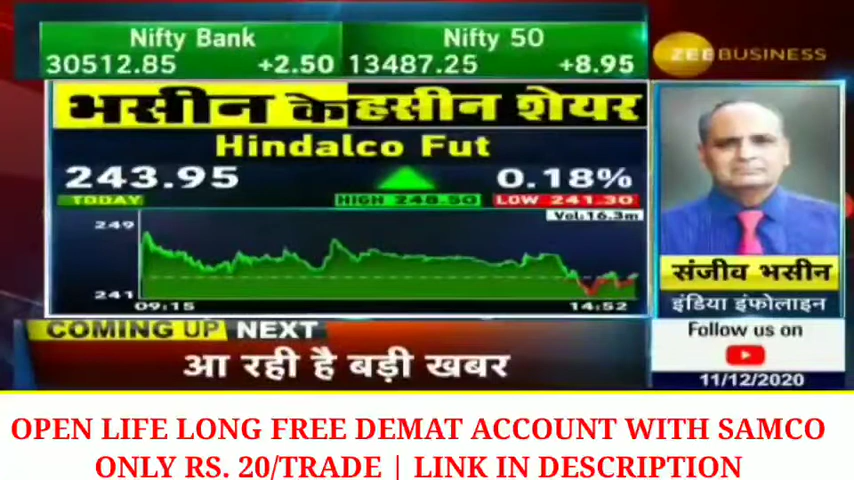 Nifty Bank
30512.85 +2.50
Nifty 50
13487.25 +8.95
ZEE BUSINESS
भसीन के हसीन शेयर
Hindalco Fut
243.95 0.18%
TODAY HIGH 248.50 LOW 241.30
Vol:16.3m
249
241
09:15 14:52
संजीव भसीन
इंडिया इंफोलाइन
Follow us on
11/12/2020
COMING UP NEXT
आ रही है बड़ी खबर
OPEN LIFE LONG FREE DEMAT ACCOUNT WITH SAMCO
ONLY RS. 20/TRADE | LINK IN DESCRIPTION